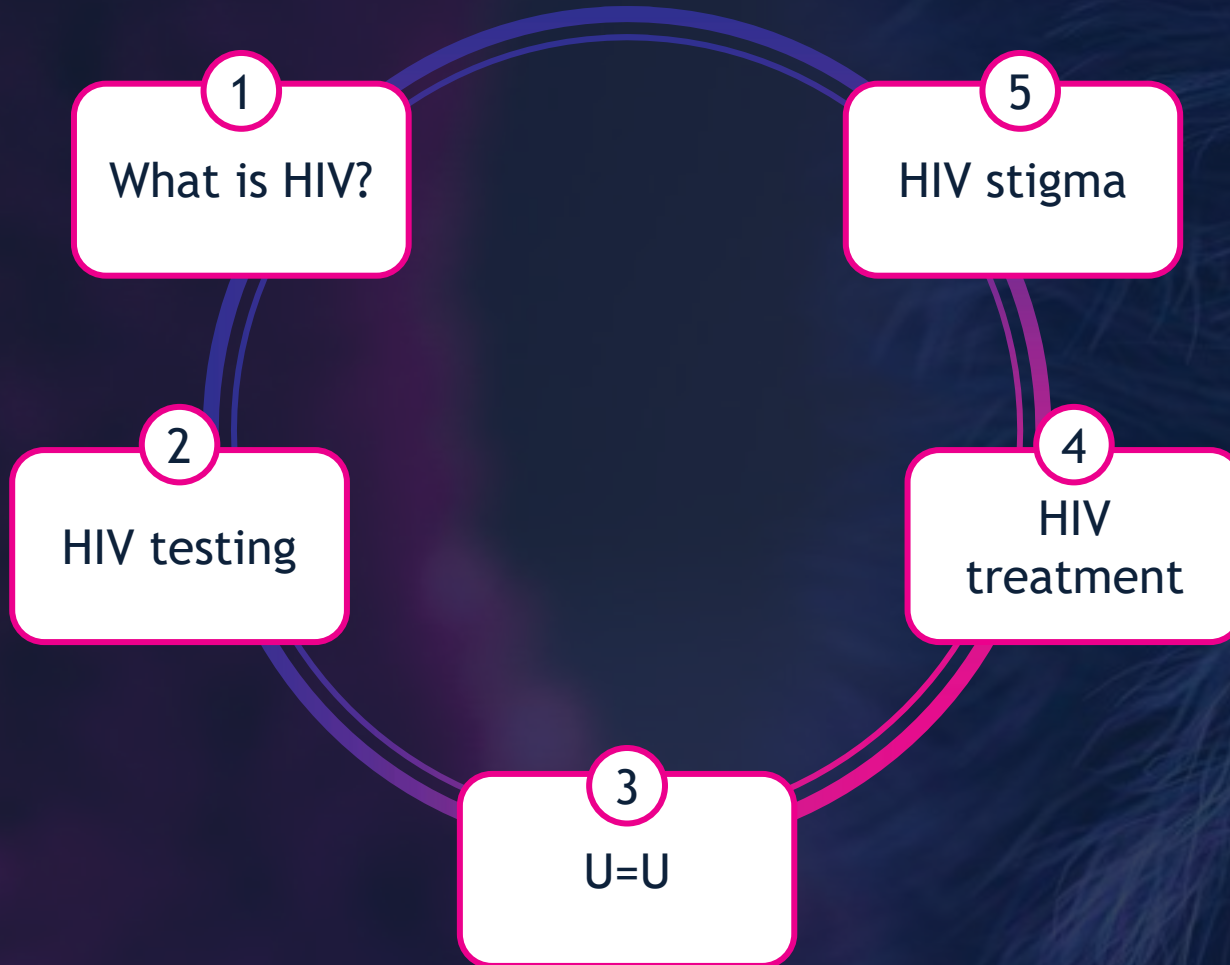 1
What is HIV?
2
HIV testing
3
U=U
4
HIV
treatment
5
HIV stigma